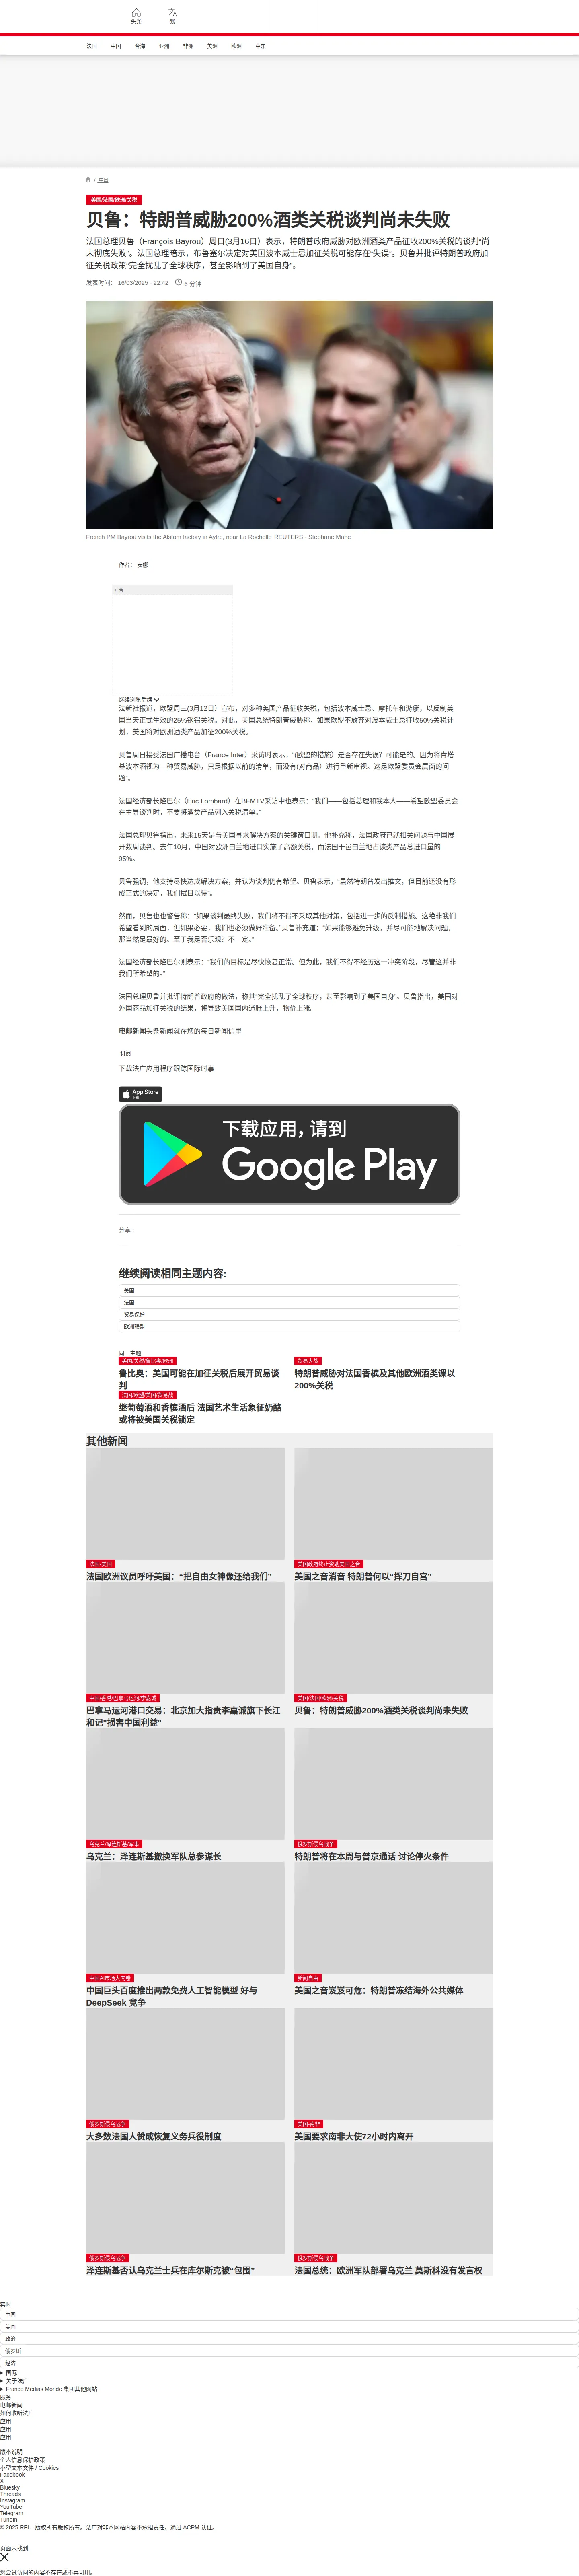 头条
繁
法国
中国
台海
亚洲
非洲
美洲
欧洲
中东
/ 中国
美国/法国/欧洲/关税
贝鲁：特朗普威胁200%酒类关税谈判尚未失败
法国总理贝鲁（François Bayrou）周日(3月16日）表示，特朗普政府威胁对欧洲酒类产品征收200%关税的谈判“尚
未彻底失败”。法国总理暗示，布鲁塞尔决定对美国波本威士忌加征关税可能存在“失误”。贝鲁并批评特朗普政府加
征关税政策“完全扰乱了全球秩序，甚至影响到了美国自身”。
发表时间： 16/03/2025 - 22:42
6 分钟
French PM Bayrou visits the Alstom factory in Aytre, near La Rochelle REUTERS - Stephane Mahe
作者： 安娜
广告
继续浏览后续
法新社报道，欧盟周三(3月12日）宣布，对多种美国产品征收关税，包括波本威士忌、摩托车和游艇，以反制美
国当天正式生效的25%钢铝关税。对此，美国总统特朗普威胁称，如果欧盟不放弃对波本威士忌征收50%关税计
划，美国将对欧洲酒类产品加征200%关税。
贝鲁周日接受法国广播电台（France Inter）采访时表示，“(欧盟的措施）是否存在失误？可能是的。因为将肯塔
基波本酒视为一种贸易威胁，只是根据以前的清单，而没有(对商品）进行重新审视。这是欧盟委员会层面的问
题”。
法国经济部长隆巴尔（Eric Lombard）在BFMTV采访中也表示：“我们——包括总理和我本人——希望欧盟委员会
在主导谈判时，不要将酒类产品列入关税清单。”
法国总理贝鲁指出，未来15天是与美国寻求解决方案的关键窗口期。他补充称，法国政府已就相关问题与中国展
开数周谈判。去年10月，中国对欧洲白兰地进口实施了高额关税，而法国干邑白兰地占该类产品总进口量的
95%。
贝鲁强调，他支持尽快达成解决方案，并认为谈判仍有希望。贝鲁表示，“虽然特朗普发出推文，但目前还没有形
成正式的决定，我们拭目以待”。
然而，贝鲁也也警告称：“如果谈判最终失败，我们将不得不采取其他对策，包括进一步的反制措施。这绝非我们
希望看到的局面，但如果必要，我们也必须做好准备。”贝鲁补充道：“如果能够避免升级，并尽可能地解决问题，
那当然是最好的。至于我是否乐观？不一定。”
法国经济部长隆巴尔则表示：“我们的目标是尽快恢复正常。但为此，我们不得不经历这一冲突阶段，尽管这并非
我们所希望的。”
法国总理贝鲁并批评特朗普政府的做法，称其“完全扰乱了全球秩序，甚至影响到了美国自身”。贝鲁指出，美国对
外国商品加征关税的结果，将导致美国国内通胀上升，物价上涨。
电邮新闻头条新闻就在您的每日新闻信里
订阅
下载法广应用程序跟踪国际时事
App Store
下载应用，请到
Google Play
分享 :
继续阅读相同主题内容:
美国
法国
贸易保护
欧洲联盟
同一主题
美国/关税/鲁比奥/欧洲
鲁比奥：美国可能在加征关税后展开贸易谈
判
贸易大战
特朗普威胁对法国香槟及其他欧洲酒类课以
200%关税
法国/欧盟/美国/贸易战
继葡萄酒和香槟酒后 法国艺术生活象征奶酪
或将被美国关税锁定
其他新闻
法国-美国
法国欧洲议员呼吁美国：“把自由女神像还给我们”
美国政府终止资助美国之音
美国之音消音 特朗普何以“挥刀自宫”
中国/香港/巴拿马运河/李嘉诚
巴拿马运河港口交易：北京加大指责李嘉诚旗下长江
和记"损害中国利益"
美国/法国/欧洲/关税
贝鲁：特朗普威胁200%酒类关税谈判尚未失败
乌克兰/泽连斯基/军事
乌克兰：泽连斯基撤换军队总参谋长
俄罗斯侵乌战争
特朗普将在本周与普京通话 讨论停火条件
中国AI市场大内卷
中国巨头百度推出两款免费人工智能模型 好与
DeepSeek 竞争
新闻自由
美国之音岌岌可危：特朗普冻结海外公共媒体
俄罗斯侵乌战争
大多数法国人赞成恢复义务兵役制度
美国-南非
美国要求南非大使72小时内离开
俄罗斯侵乌战争
泽连斯基否认乌克兰士兵在库尔斯克被“包围”
俄罗斯侵乌战争
法国总统：欧洲军队部署乌克兰 莫斯科没有发言权
实时
中国
美国
政治
俄罗斯
经济
国际
关于法广
France Médias Monde 集团其他网站
服务
电邮新闻
如何收听法广
应用
应用
应用
版本说明
个人信息保护政策
小型文本文件 / Cookies
Facebook
X
Bluesky
Threads
Instagram
YouTube
Telegram
TuneIn
© 2025 RFI – 版权所有版权所有。法广对非本网站内容不承担责任。通过 ACPM 认证。
页面未找到
您尝试访问的内容不存在或不再可用。